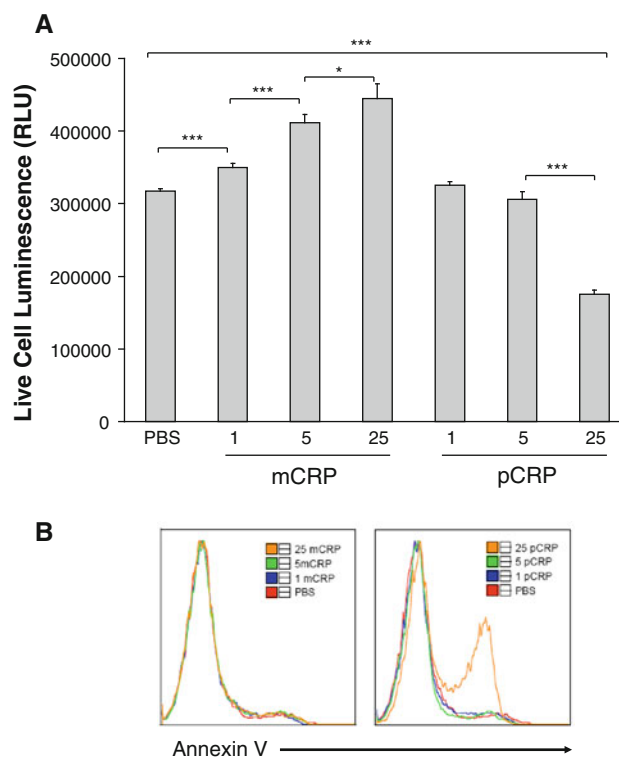 A
***
500000
*
***
400000
***
***
300000
200000
100000
0
Live Cell Luminescence (RLU)
PBS 1 5 25 1 5 25
mCRP pCRP
B
25 mCRP
5mCRP
1 mCRP
PBS
25 pCRP
5 pCRP
1 pCRP
PBS
Annexin V